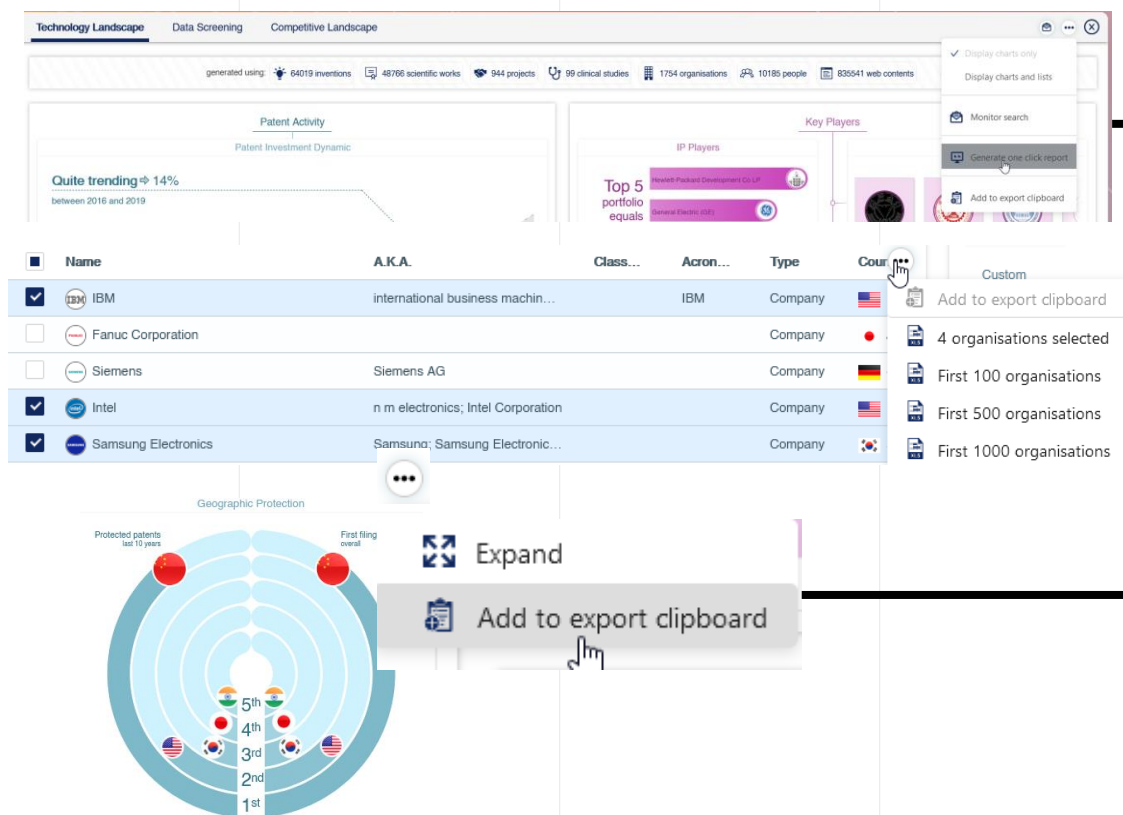 Technology Landscape Data Screening Competitive Landscape
Display charts only
generated using: 64019 inventions 48766 scientific works 944 projects 99 clinical studies 1754 organisations 10185 people 835541 web contents
Display charts and lists
Monitor search
Patent Activity
Key Players
Patent Investment Dynamic
IP Players
Generate one click report
Quite trending 14%
between 2016 and 2019
Top 5
portfolio
equals
Hewlett-Packard Development Co LP
General Electric (GE)
Add to export clipboard
Name A.K.A. Class... Acron... Type Cour
Custom
IBM IBM international business machin... IBM Company
Add to export clipboard
Fanuc Corporation Company
4 organisations selected
XLS
Siemens Siemens AG Company
First 100 organisations
XLS
intel Intel n m electronics; Intel Corporation Company
First 500 organisations
XLS
Samsung Electronics Samsung; Samsung Electronic... Company
First 1000 organisations
XLS
Geographic Protection
Protected patents
last 10 years
First filing
overall
Expand
Add to export clipboard
5th
4th
3rd
2nd
1st